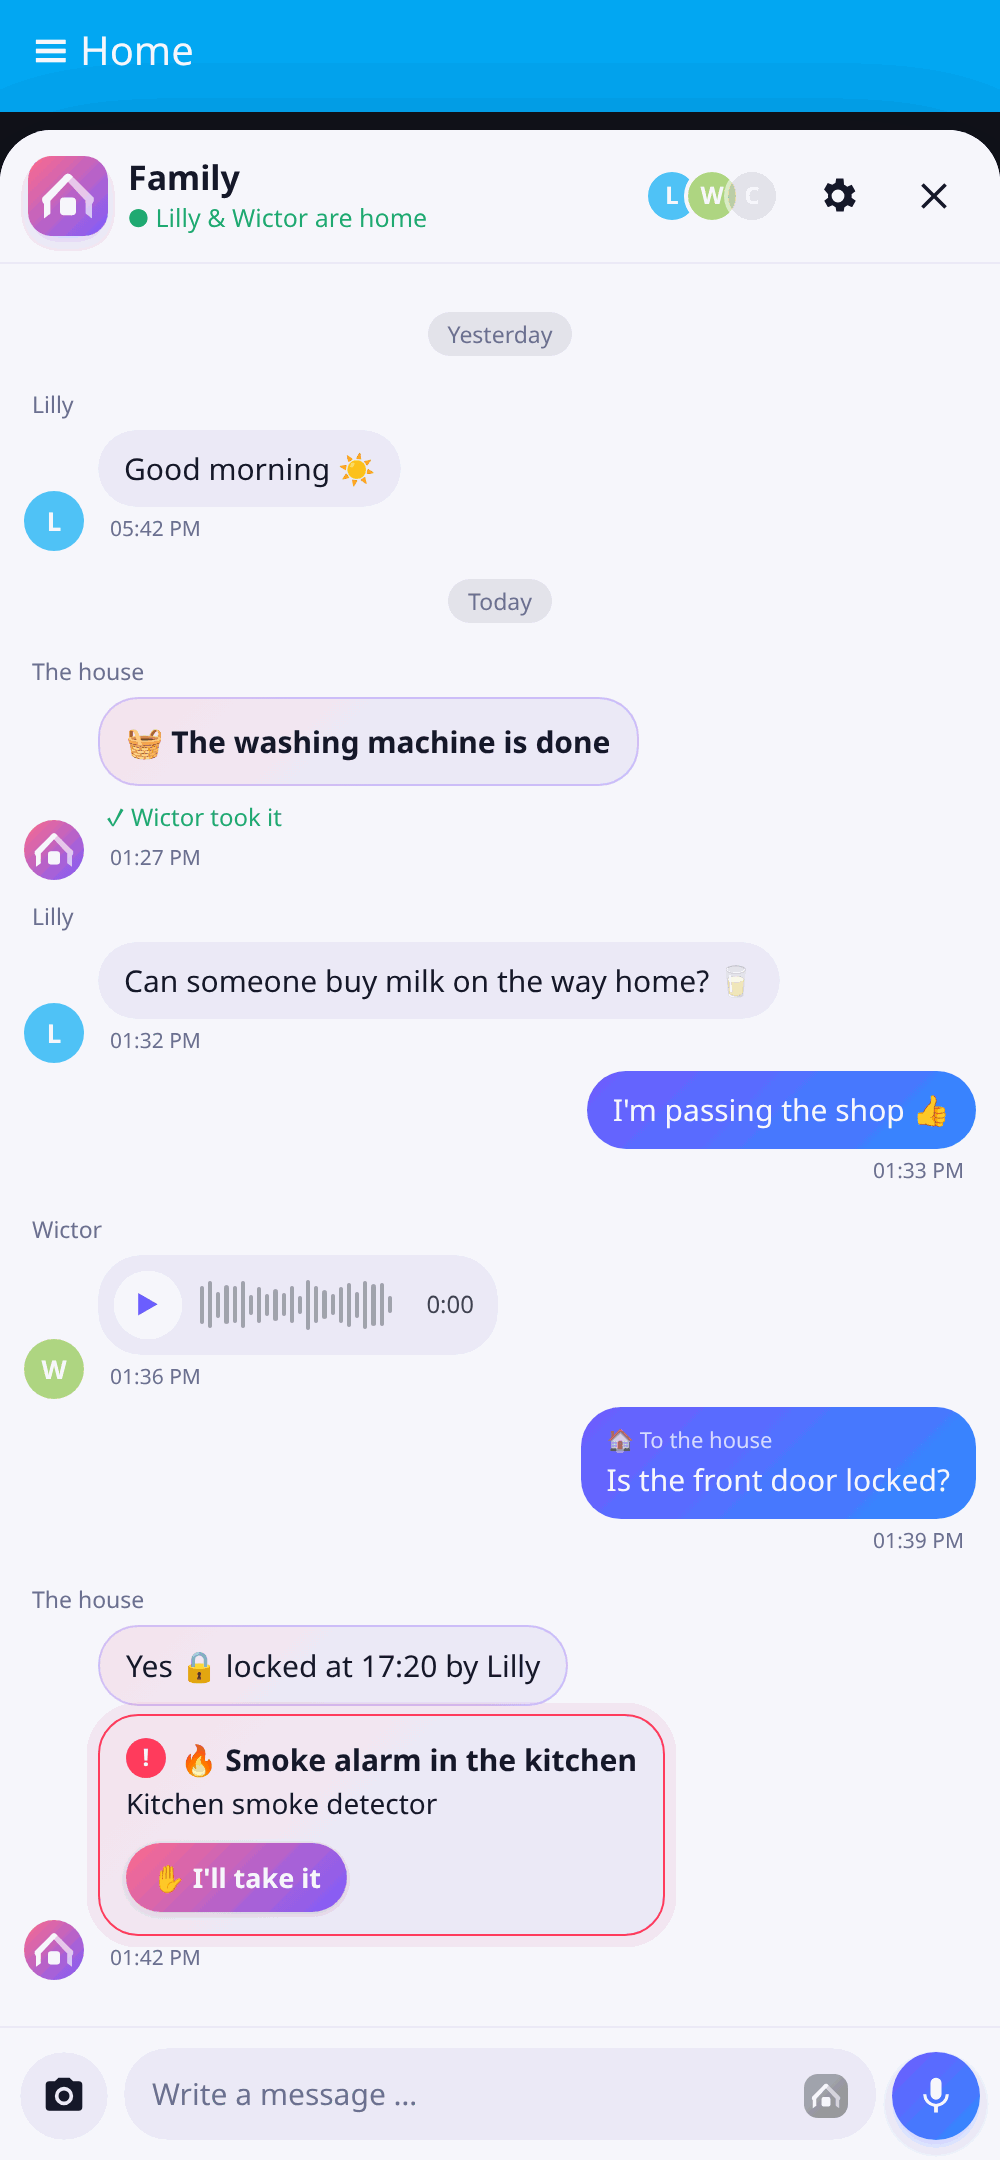 Home
Family
Lilly & Wictor are home
L W C
Yesterday
Lilly
Good morning ☀️
L
05:42 PM
Today
The house
🧺 The washing machine is done
✓ Wictor took it
01:27 PM
Lilly
Can someone buy milk on the way home? 🥛
L
01:32 PM
I'm passing the shop 👍
01:33 PM
Wictor
0:00
W
01:36 PM
🏠 To the house
Is the front door locked?
01:39 PM
The house
Yes 🔒 locked at 17:20 by Lilly
! 🔥 Smoke alarm in the kitchen
Kitchen smoke detector
✋ I'll take it
01:42 PM
Write a message ...